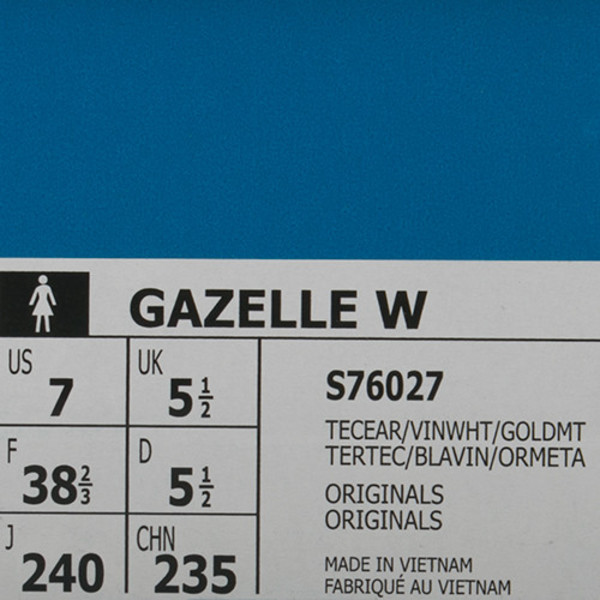 GAZELLE W
US
7
UK
5 1/2
F
38 2/3
D
5 1/2
J
240
CHN
235
S76027
TECEAR/VINWHT/GOLDMT
TERTEC/BLAVIN/ORMETA
ORIGINALS
ORIGINALS
MADE IN VIETNAM
FABRIQUÉ AU VIETNAM